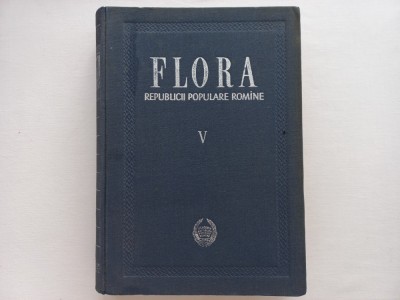 FLORA
REPUBLICII POPULARE ROMÎNE
V